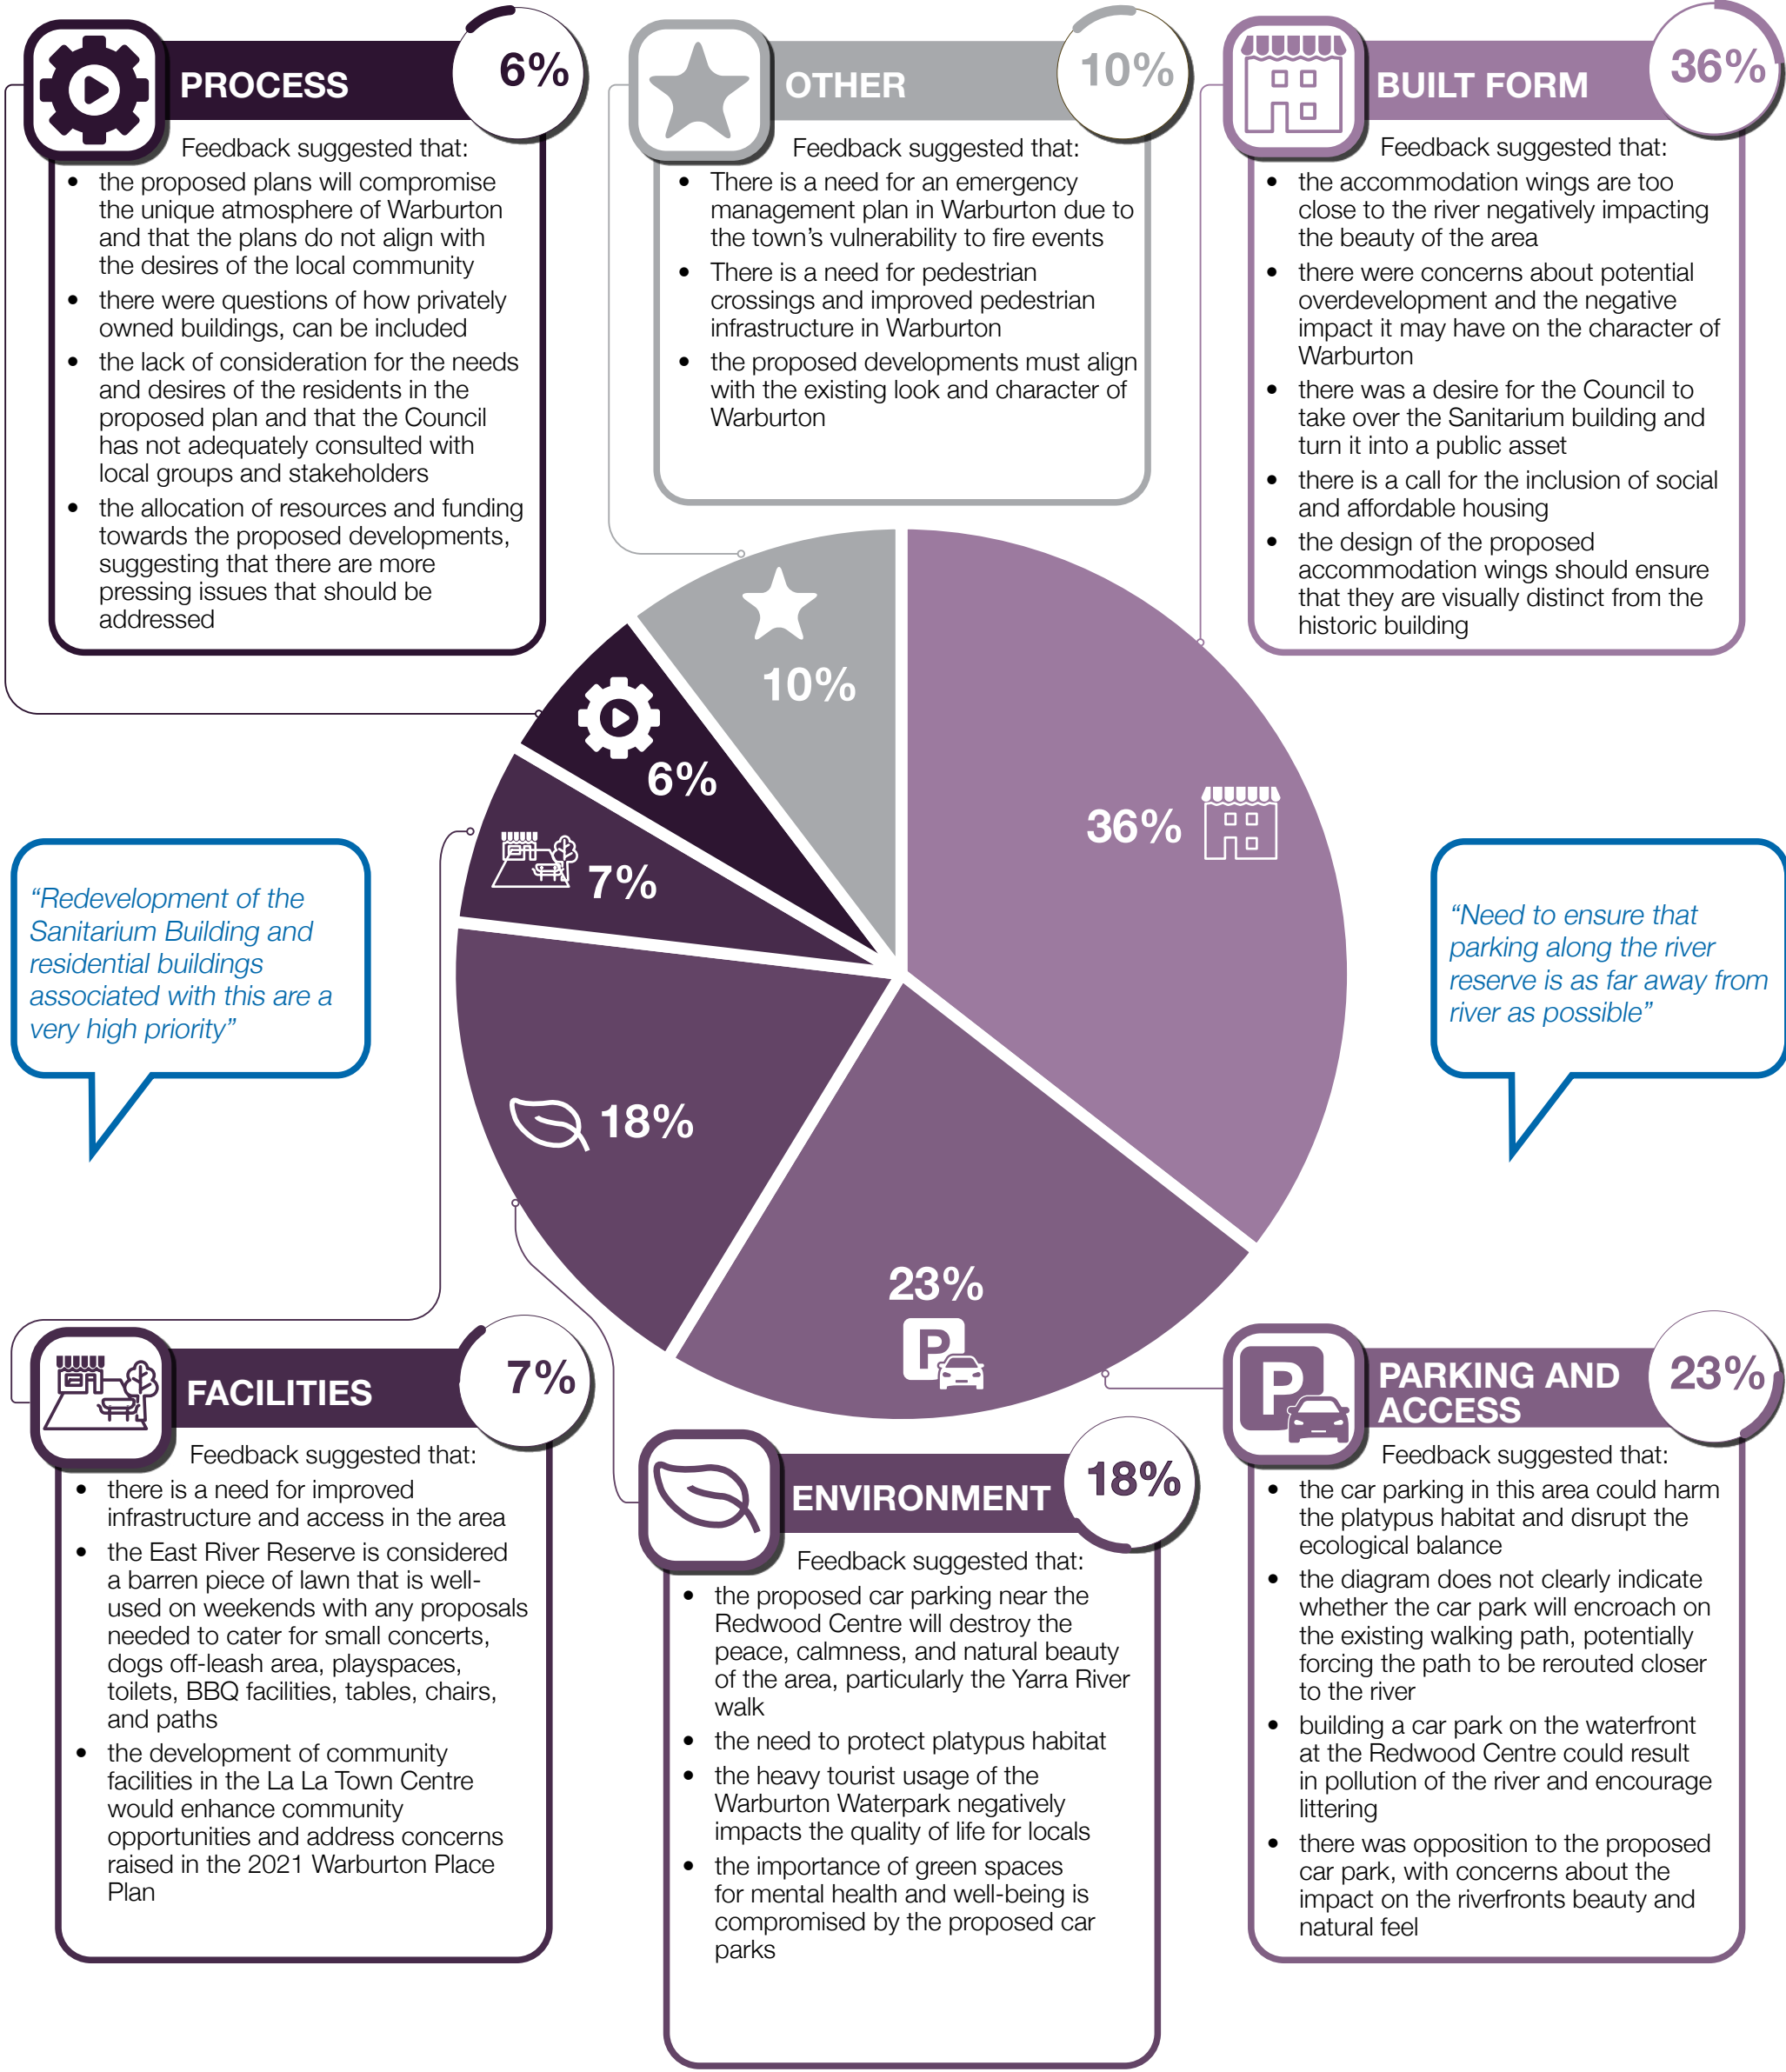 PROCESS
6%
Feedback suggested that:
• the proposed plans will compromise
the unique atmosphere of Warburton
and that the plans do not align with
the desires of the local community
• there were questions of how privately
owned buildings, can be included
• the lack of consideration for the needs
and desires of the residents in the
proposed plan and that the Council
has not adequately consulted with
local groups and stakeholders
• the allocation of resources and funding
towards the proposed developments,
suggesting that there are more
pressing issues that should be
addressed
OTHER
10%
Feedback suggested that:
• There is a need for an emergency
management plan in Warburton due to
the town’s vulnerability to fire events
• There is a need for pedestrian
crossings and improved pedestrian
infrastructure in Warburton
• the proposed developments must align
with the existing look and character of
Warburton
BUILT FORM
36%
Feedback suggested that:
• the accommodation wings are too
close to the river negatively impacting
the beauty of the area
• there were concerns about potential
overdevelopment and the negative
impact it may have on the character of
Warburton
• there was a desire for the Council to
take over the Sanitarium building and
turn it into a public asset
• there is a call for the inclusion of social
and affordable housing
• the design of the proposed
accommodation wings should ensure
that they are visually distinct from the
historic building
10%
6%
36%
7%
18%
23%
P
“Redevelopment of the
Sanitarium Building and
residential buildings
associated with this are a
very high priority”
“Need to ensure that
parking along the river
reserve is as far away from
river as possible”
FACILITIES
7%
Feedback suggested that:
• there is a need for improved
infrastructure and access in the area
• the East River Reserve is considered
a barren piece of lawn that is well-
used on weekends with any proposals
needed to cater for small concerts,
dogs off-leash area, playspaces,
toilets, BBQ facilities, tables, chairs,
and paths
• the development of community
facilities in the La La Town Centre
would enhance community
opportunities and address concerns
raised in the 2021 Warburton Place
Plan
ENVIRONMENT
18%
Feedback suggested that:
• the proposed car parking near the
Redwood Centre will destroy the
peace, calmness, and natural beauty
of the area, particularly the Yarra River
walk
• the need to protect platypus habitat
• the heavy tourist usage of the
Warburton Waterpark negatively
impacts the quality of life for locals
• the importance of green spaces
for mental health and well-being is
compromised by the proposed car
parks
P
PARKING AND
ACCESS
23%
Feedback suggested that:
• the car parking in this area could harm
the platypus habitat and disrupt the
ecological balance
• the diagram does not clearly indicate
whether the car park will encroach on
the existing walking path, potentially
forcing the path to be rerouted closer
to the river
• building a car park on the waterfront
at the Redwood Centre could result
in pollution of the river and encourage
littering
• there was opposition to the proposed
car park, with concerns about the
impact on the riverfronts beauty and
natural feel